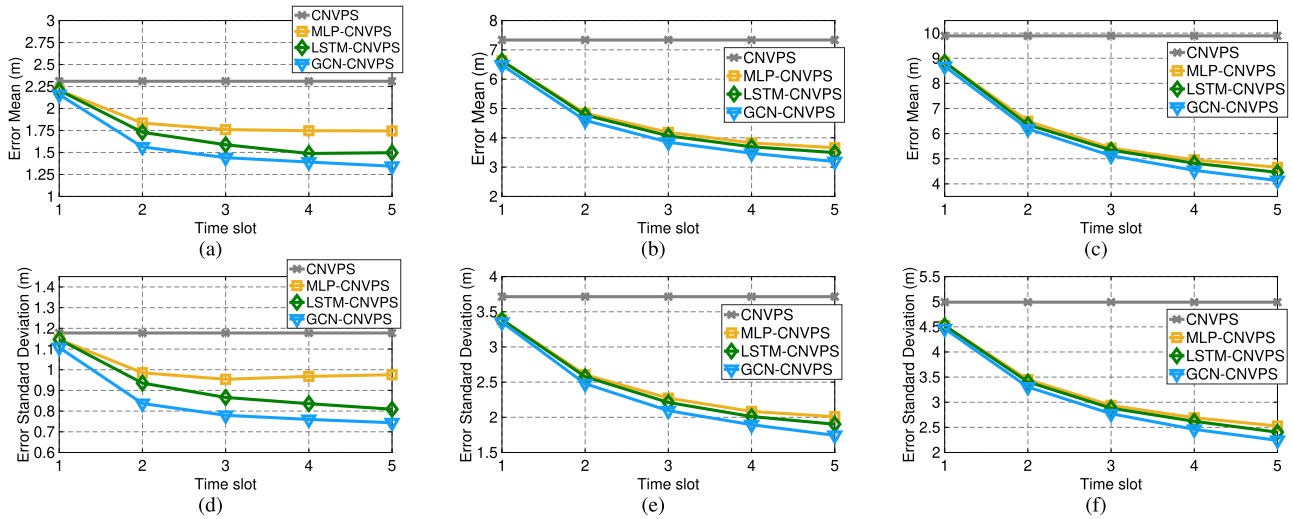 3
2.75
2.5
2.25
2
1.75
1.5
1.25
1
Error Mean (m)
CNVPS
MLP-CNVPS
LSTM-CNVPS
GCN-CNVPS
1 2 3 4 5
Time slot
(a)
8
7
6
5
4
3
2
Error Mean (m)
CNVPS
MLP-CNVPS
LSTM-CNVPS
GCN-CNVPS
1 2 3 4 5
Time slot
(b)
10
9
8
7
6
5
4
Error Mean (m)
CNVPS
MLP-CNVPS
LSTM-CNVPS
GCN-CNVPS
1 2 3 4 5
Time slot
(c)
1.4
1.3
1.2
1.1
1
0.9
0.8
0.7
0.6
Error Standard Deviation (m)
CNVPS
MLP-CNVPS
LSTM-CNVPS
GCN-CNVPS
1 2 3 4 5
Time slot
(d)
4
3.5
3
2.5
2
1.5
Error Standard Deviation (m)
CNVPS
MLP-CNVPS
LSTM-CNVPS
GCN-CNVPS
1 2 3 4 5
Time slot
(e)
5.5
5
4.5
4
3.5
3
2.5
2
Error Standard Deviation (m)
CNVPS
MLP-CNVPS
LSTM-CNVPS
GCN-CNVPS
1 2 3 4 5
Time slot
(f)